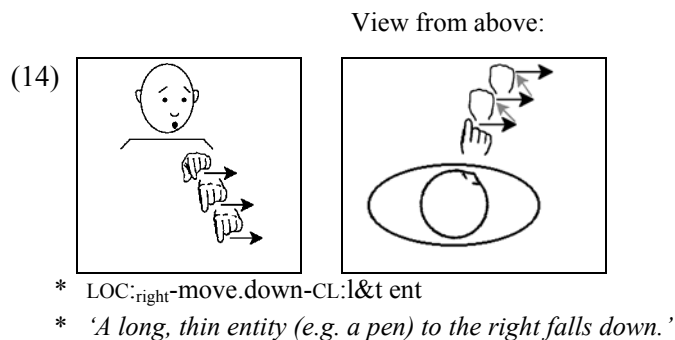 View from above:
(14)
* LOC:right-move.down-CL:l&t ent
* ‘A long, thin entity (e.g. a pen) to the right falls down.’